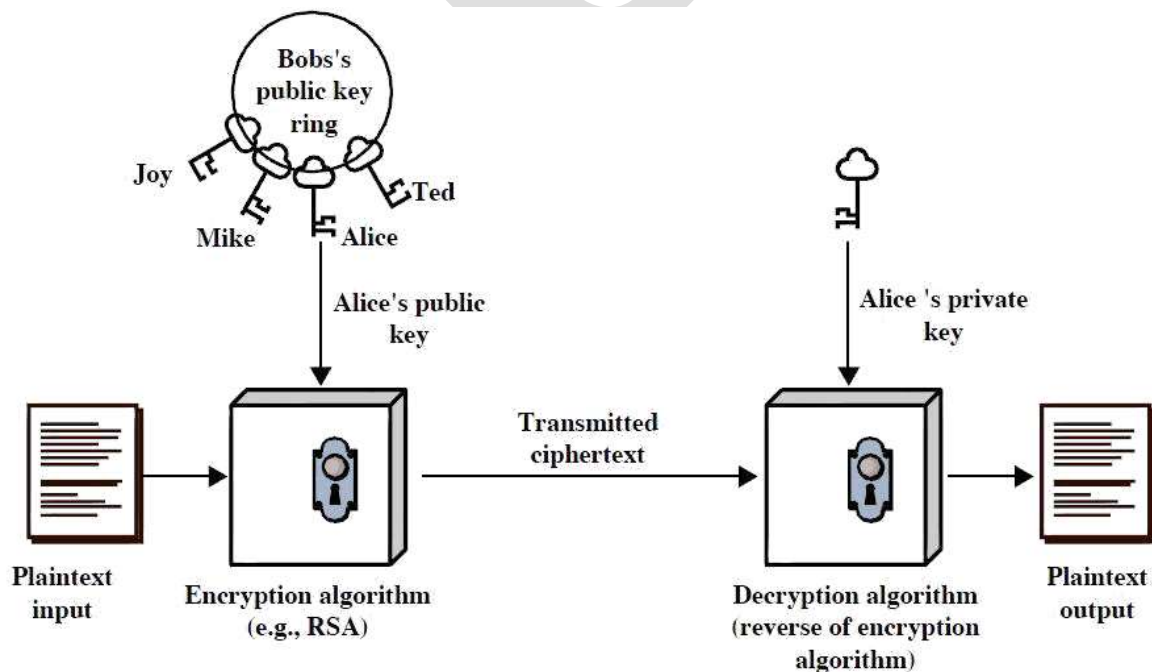 Bobs's
public key
ring
Joy
Ted
Mike
Alice
Alice's public
key
Alice 's private
key
Transmitted
ciphertext
Plaintext
input
Encryption algorithm
(e.g., RSA)
Decryption algorithm
(reverse of encryption
algorithm)
Plaintext
output